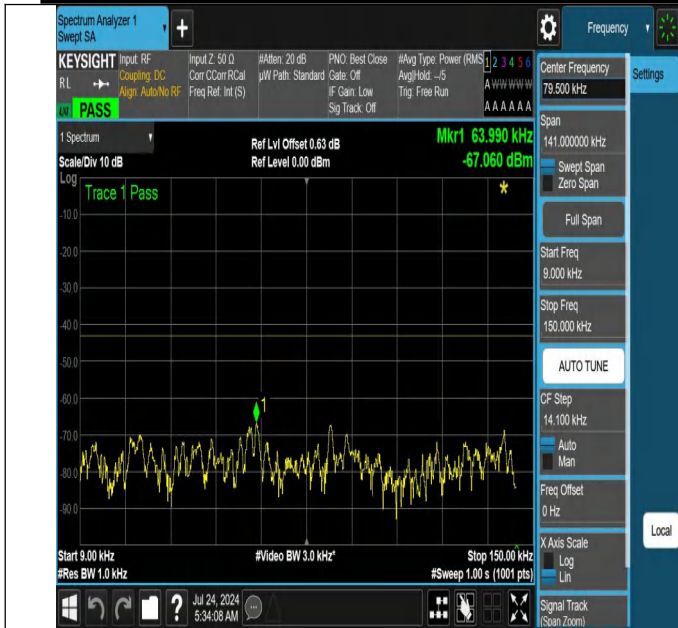 Spectrum Analyzer 1
Swept SA
Frequency
KEYSIGHT
RL
PASS
Input: RF
Coupling: DC
Align: Auto/No RF
Input Z: 50 Ω
Corr CCorr RCal
Freq Ref: Int (S)
#Atten: 20 dB
µW Path: Standard
PNO: Best Close
Gate: Off
IF Gain: Low
Sig Track: Off
#Avg Type: Power (RMS
Avg|Hold: --/5
Trig: Free Run
1 2 3 4 5 6
A W W W W W
A A A A A A
1 Spectrum
Scale/Div 10 dB
Ref Lvl Offset 0.63 dB
Ref Level 0.00 dBm
Mkr1 63.990 kHz
-67.060 dBm
Log
Trace 1 Pass
-10.0
-20.0
-30.0
-40.0
-50.0
-60.0
-70.0
-80.0
-90.0
1
Start 9.00 kHz
#Res BW 1.0 kHz
#Video BW 3.0 kHz*
Stop 150.00 kHz
#Sweep 1.00 s (1001 pts)
Jul 24, 2024
5:34:08 AM
Center Frequency
79.500 kHz
Settings
Span
141.000000 kHz
Swept Span
Zero Span
Full Span
Start Freq
9.000 kHz
Stop Freq
150.000 kHz
AUTO TUNE
CF Step
14.100 kHz
Auto
Man
Freq Offset
0 Hz
X Axis Scale
Log
Lin
Local
Signal Track
(Span Zoom)